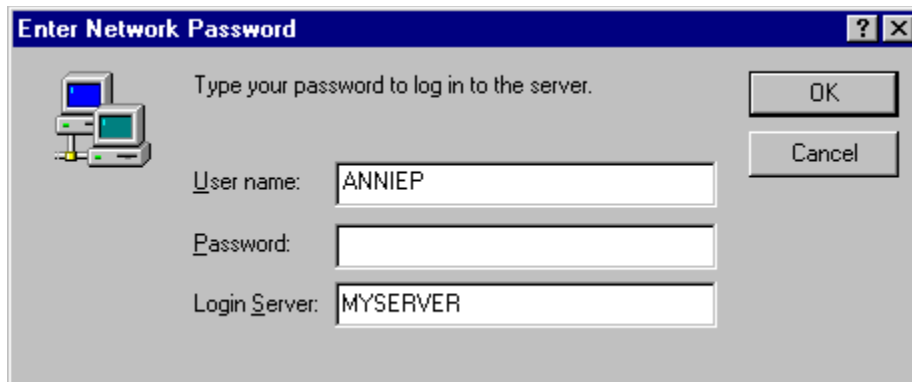 Enter Network Password
Type your password to log in to the server.
OK
Cancel
User name: ANNIEP
Password:
Login Server: MYSERVER